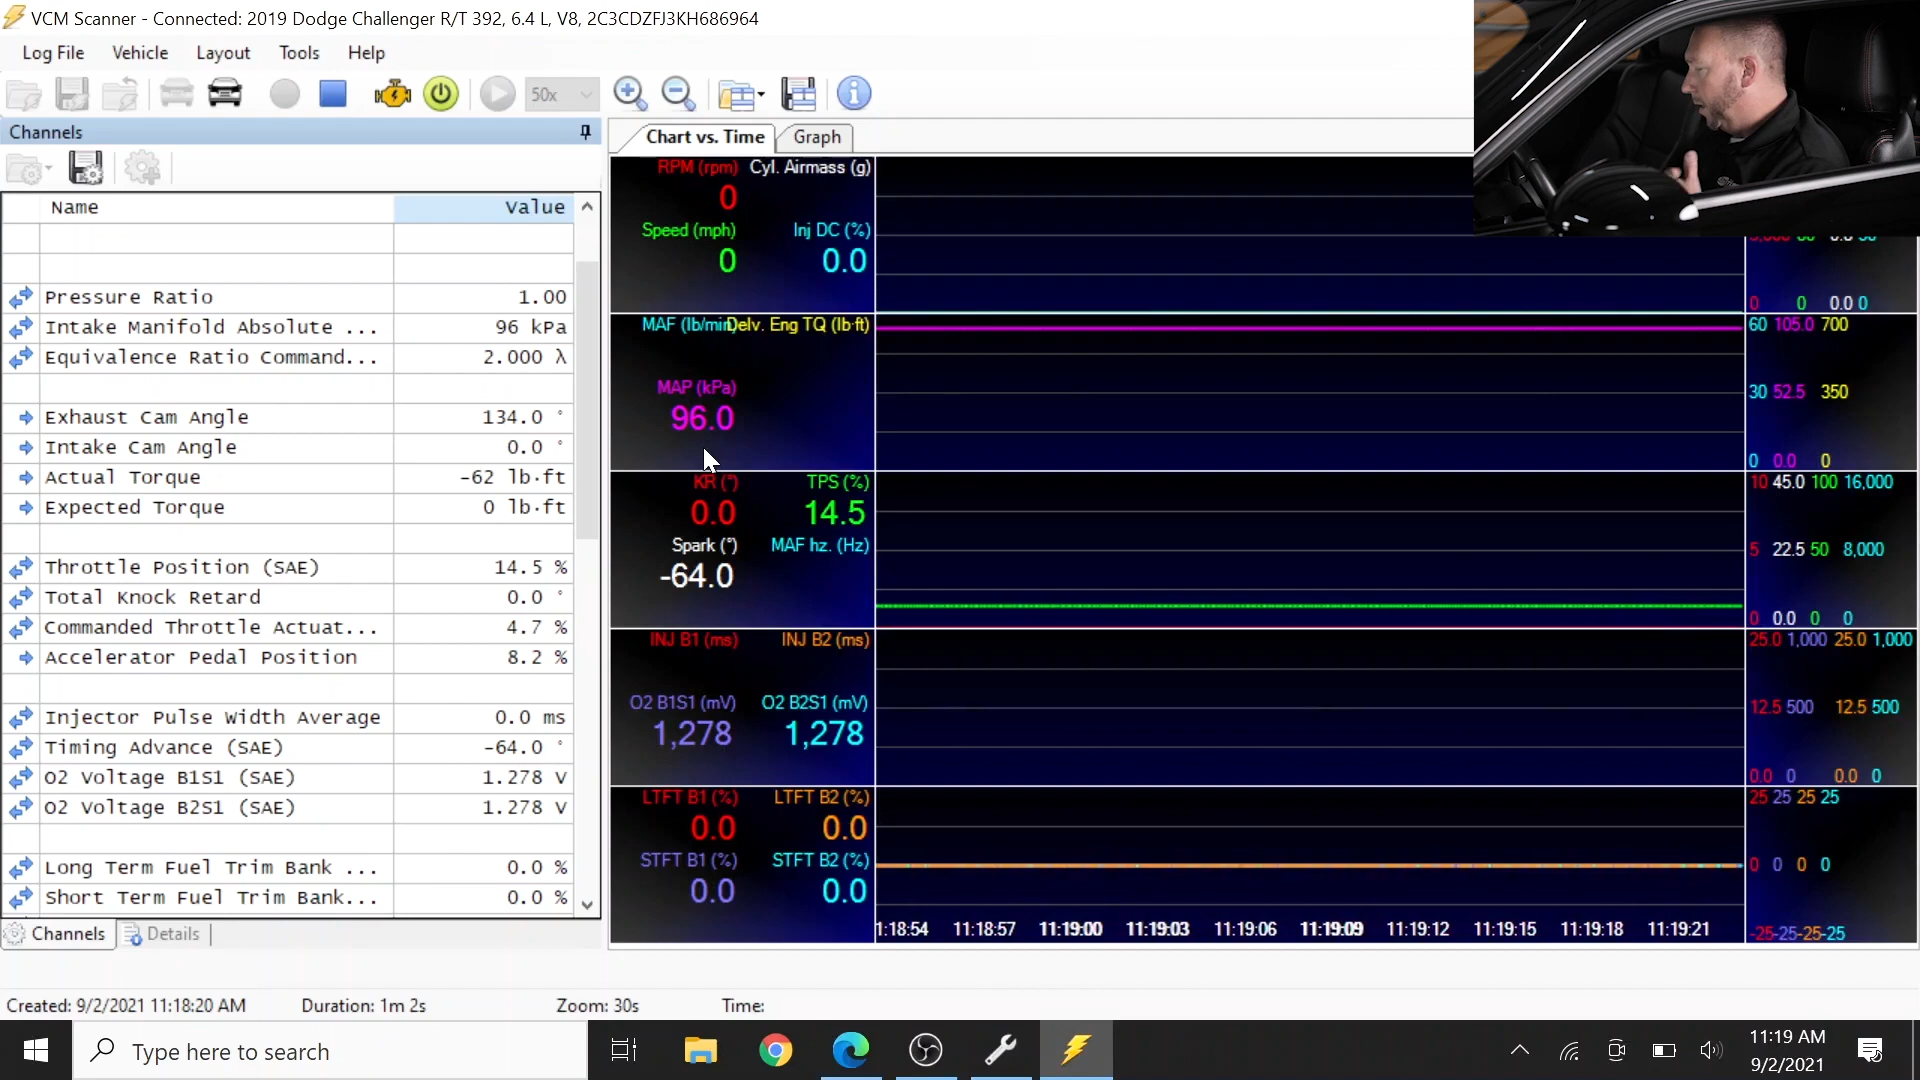 VCM Scanner - Connected: 2019 Dodge Challenger R/T 392, 6.4 L, V8, 2C3CDZFJ3KH686964
Log File Vehicle Layout Tools Help
50x
Channels
Name Value
Pressure Ratio 1.00
Intake Manifold Absolute ... 96 kPa
Equivalence Ratio Command... 2.000 λ
Exhaust Cam Angle 134.0 °
Intake Cam Angle 0.0 °
Actual Torque -62 lb·ft
Expected Torque 0 lb·ft
Throttle Position (SAE) 14.5 %
Total Knock Retard 0.0 °
Commanded Throttle Actuat... 4.7 %
Accelerator Pedal Position 8.2 %
Injector Pulse Width Average 0.0 ms
Timing Advance (SAE) -64.0 °
O2 Voltage B1S1 (SAE) 1.278 V
O2 Voltage B2S1 (SAE) 1.278 V
Long Term Fuel Trim Bank ... 0.0 %
Short Term Fuel Trim Bank... 0.0 %
Channels Details
Chart vs. Time Graph
RPM (rpm) Cyl. Airmass (g)
0
Speed (mph) Inj DC (%)
0 0.0
0 0 0.0 0
MAF (lb/min) Delv. Eng TQ (lb·ft)
60 105.0 700
MAP (kPa)
96.0
30 52.5 350
0 0.0 0
KR (°) TPS (%)
0.0 14.5
10 45.0 100 16,000
Spark (°) MAF hz. (Hz)
-64.0
5 22.5 50 8,000
0 0.0 0 0
INJ B1 (ms) INJ B2 (ms)
25.0 1,000 25.0 1,000
O2 B1S1 (mV) O2 B2S1 (mV)
1,278 1,278
12.5 500 12.5 500
0.0 0 0.0 0
LTFT B1 (%) LTFT B2 (%)
0.0 0.0
25 25 25 25
STFT B1 (%) STFT B2 (%)
0.0 0.0
0 0 0 0
-25 -25 -25 -25
1:18:54 11:18:57 11:19:00 11:19:03 11:19:06 11:19:09 11:19:12 11:19:15 11:19:18 11:19:21
Created: 9/2/2021 11:18:20 AM Duration: 1m 2s Zoom: 30s Time:
Type here to search
11:19 AM
9/2/2021